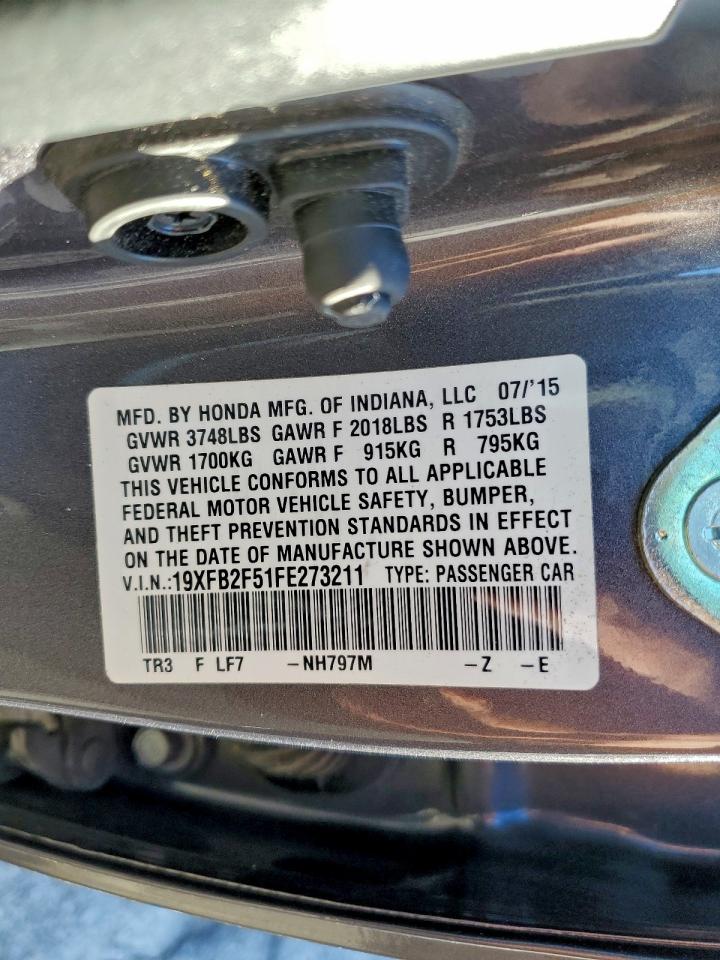 MFD. BY HONDA MFG. OF INDIANA, LLC 07/'15
GVWR 3748LBS GAWR F 2018LBS R 1753LBS
GVWR 1700KG GAWR F 915KG R 795KG
THIS VEHICLE CONFORMS TO ALL APPLICABLE
FEDERAL MOTOR VEHICLE SAFETY, BUMPER,
AND THEFT PREVENTION STANDARDS IN EFFECT
ON THE DATE OF MANUFACTURE SHOWN ABOVE.
V.I.N.:19XFB2F51FE273211 TYPE: PASSENGER CAR
TR3 F LF7 –NH797M –Z –E